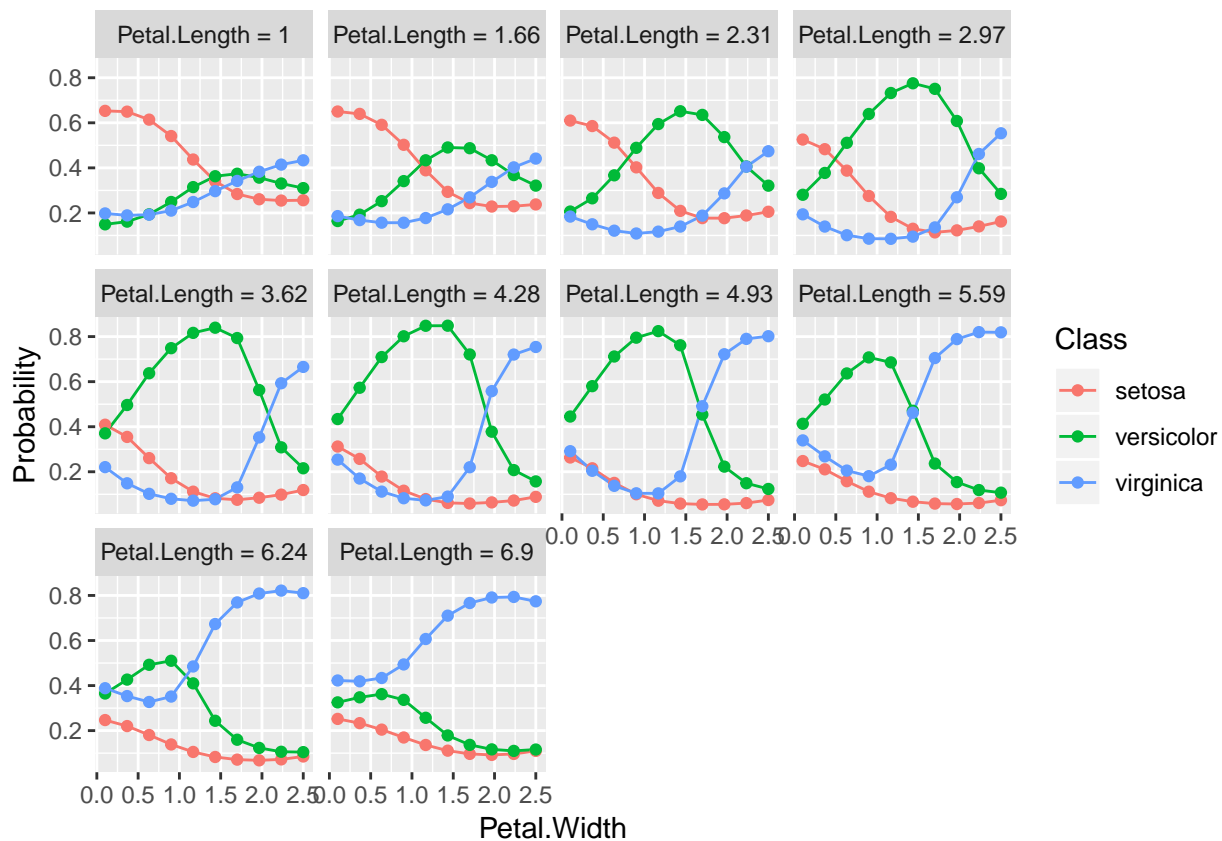 Petal.Length = 1
Petal.Length = 1.66
Petal.Length = 2.31
Petal.Length = 2.97
0.8
0.6
0.4
0.2
Petal.Length = 3.62
Petal.Length = 4.28
Petal.Length = 4.93
Petal.Length = 5.59
0.8
0.6
0.4
0.2
0.0 0.5 1.0 1.5 2.0 2.5
0.0 0.5 1.0 1.5 2.0 2.5
Petal.Length = 6.24
Petal.Length = 6.9
0.8
0.6
0.4
0.2
0.0 0.5 1.0 1.5 2.0 2.5
0.0 0.5 1.0 1.5 2.0 2.5
Probability
Petal.Width
Class
setosa
versicolor
virginica